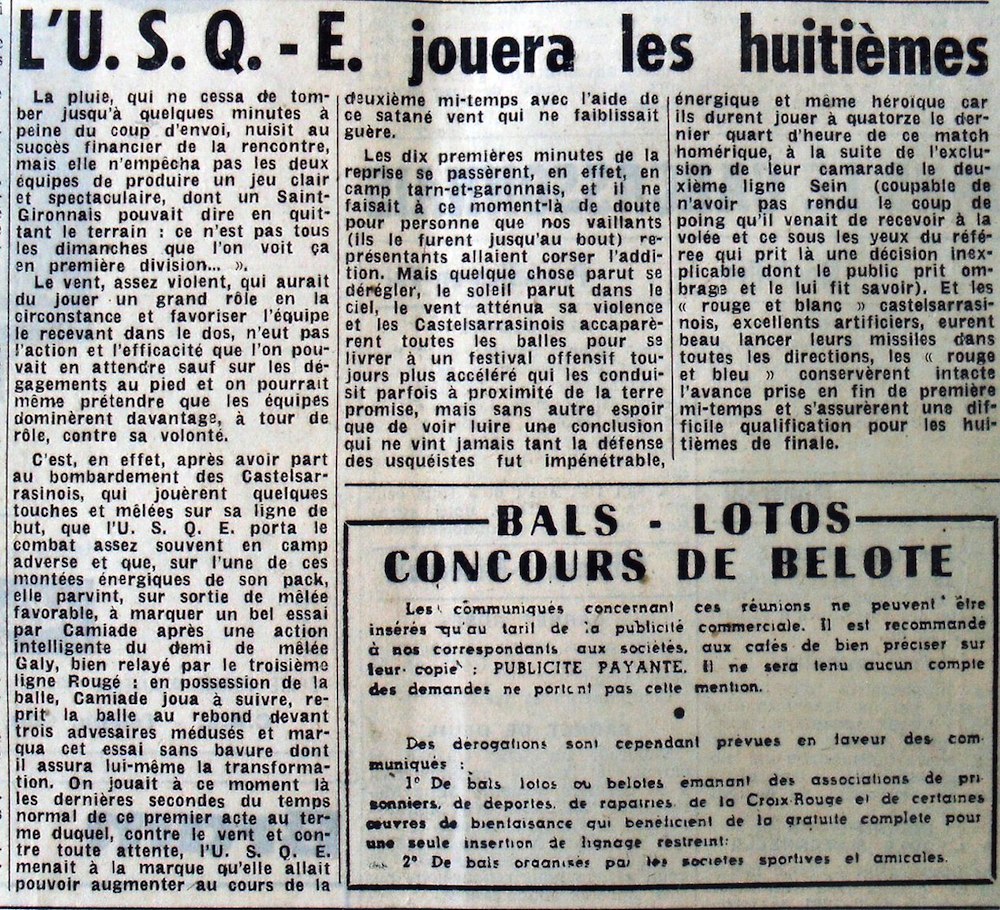 L'U. S. Q. - E. jouera les huitièmes
La pluie, qui ne cessa de tom-
ber jusqu'à quelques minutes à
peine du coup d'envoi, nuisit au
succès financier de la rencontre,
mais elle n'empêcha pas les deux
équipes de produire un jeu clair
et spectaculaire, dont un Saint-
Gironnais pouvait dire en quit-
tant le terrain : ce n'est pas tous
les dimanches que l'on voit ça
en première division... ».
Le vent, assez violent, qui aurait
du jouer un grand rôle en la
circonstance et favoriser l'équipe
le recevant dans le dos, n'eut pas
l'action et l'efficacité que l'on pou-
vait en attendre sauf sur les dé-
gagements au pied et on pourrait
même prétendre que les équipes
dominèrent davantage, à tour de
rôle, contre sa volonté.
C'est, en effet, après avoir part
au bombardement des Castelsar-
rasinois, qui jouèrent quelques
touches et mêlées sur sa ligne de
but, que l'U. S. Q. E. porta le
combat assez souvent en camp
adverse et que, sur l'une de ces
montées énergiques de son pack,
elle parvint, sur sortie de mêlée
favorable, à marquer un bel essai
par Camiade après une action
intelligente du demi de mêlée
Galy, bien relayé par le troisième
ligne Rougé : en possession de la
balle, Camiade joua à suivre, re-
prit la balle au rebond devant
trois advesaires médusés et mar-
qua cet essai sans bavure dont
il assura lui-même la transforma-
tion. On jouait à ce moment là
les dernières secondes du temps
normal de ce premier acte au ter-
me duquel, contre le vent et con-
tre toute attente, l'U. S. Q. E.
menait à la marque qu'elle allait
pouvoir augmenter au cours de la
deuxième mi-temps avec l'aide de
ce satané vent qui ne faiblissait
guère.
Les dix premières minutes de la
reprise se passèrent, en effet, en
camp tarn-et-garonnais, et il ne
faisait à ce moment-là de doute
pour personne que nos vaillants
(ils le furent jusqu'au bout) re-
présentants allaient corser l'addi-
tion. Mais quelque chose parut se
dérégler, le soleil parut dans le
ciel, le vent atténua sa violence
et les Castelsarrasinois accaparè-
rent toutes les balles pour se
livrer à un festival offensif tou-
jours plus accéléré qui les condui-
sit parfois à proximité de la terre
promise, mais sans autre espoir
que de voir luire une conclusion
qui ne vint jamais tant la défense
des usquéistes fut impénétrable,
énergique et même héroïque car
ils durent jouer à quatorze le der-
nier quart d'heure de ce match
homérique, à la suite de l'exclu-
sion de leur camarade le deu-
xième ligne Sein (coupable de
n'avoir pas rendu le coup de
poing qu'il venait de recevoir à la
volée et ce sous les yeux du réfé-
ree qui prit là une décision inex-
plicable dont le public prit om-
brage et le lui fit savoir). Et les
« rouge et blanc » castelsarrasi-
nois, excellents artificiers, eurent
beau lancer leurs missiles dans
toutes les directions, les « rouge
et bleu » conservèrent intacte
l'avance prise en fin de première
mi-temps et s'assurèrent une dif-
ficile qualification pour les hui-
tièmes de finale.
BALS - LOTOS
CONCOURS DE BELOTE
Les communiqués concernant ces réunions ne peuvent être
insérés qu'au tarif de la publicité commerciale. Il est recommandé
à nos correspondants aux sociétés, aux cafés de bien préciser sur
leur copie : PUBLICITE PAYANTE. Il ne sera tenu aucun compte
des demandes ne portent pas cette mention.
Des derogations sont cependant prevues en faveur des com-
muniqués :
1° De bals lotos ou belotes emanant des associations de pri
sonniers, de deportes, de rapatries, de la Croix-Rouge et de certaines
œuvres de bienfaisance qui beneficient de la gratuite complete pour
une seule insertion de lignage restreint:
2° De bals organisés par les societes sportives et amicales.